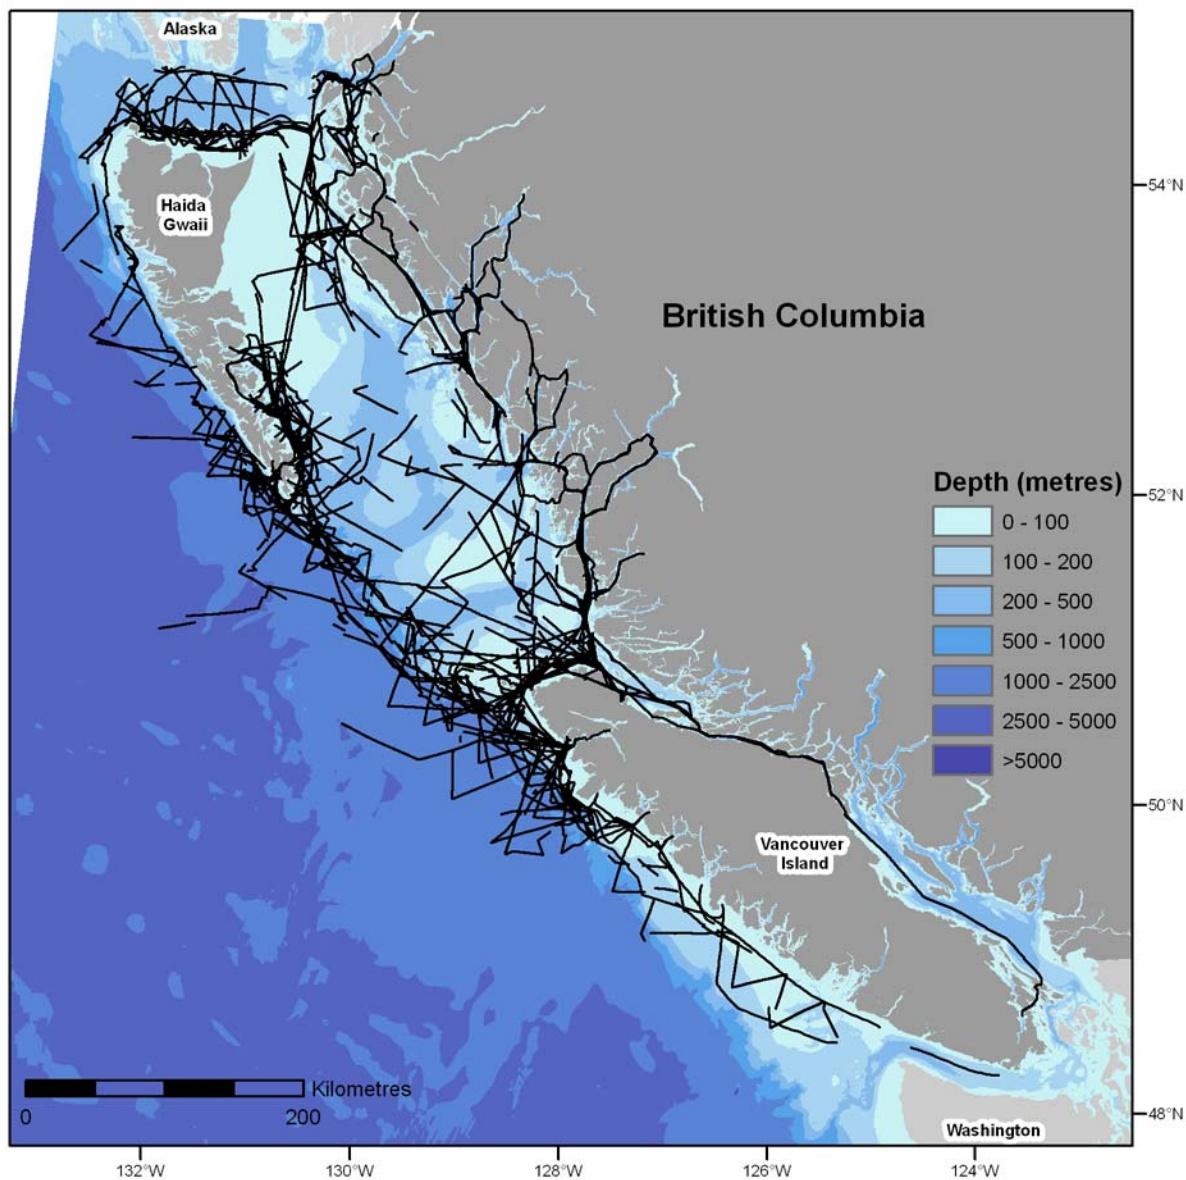 Alaska
54°N
Haida
Gwaii
British Columbia
Depth (metres)
0 - 100
52°N
100 - 200
200 - 500
500 - 1000
1000 - 2500
2500 - 5000
>5000
50°N
Vancouver
Island
Kilometres
0
200
Washington
48°N
132°W
130°W
128°W
126°W
124°W